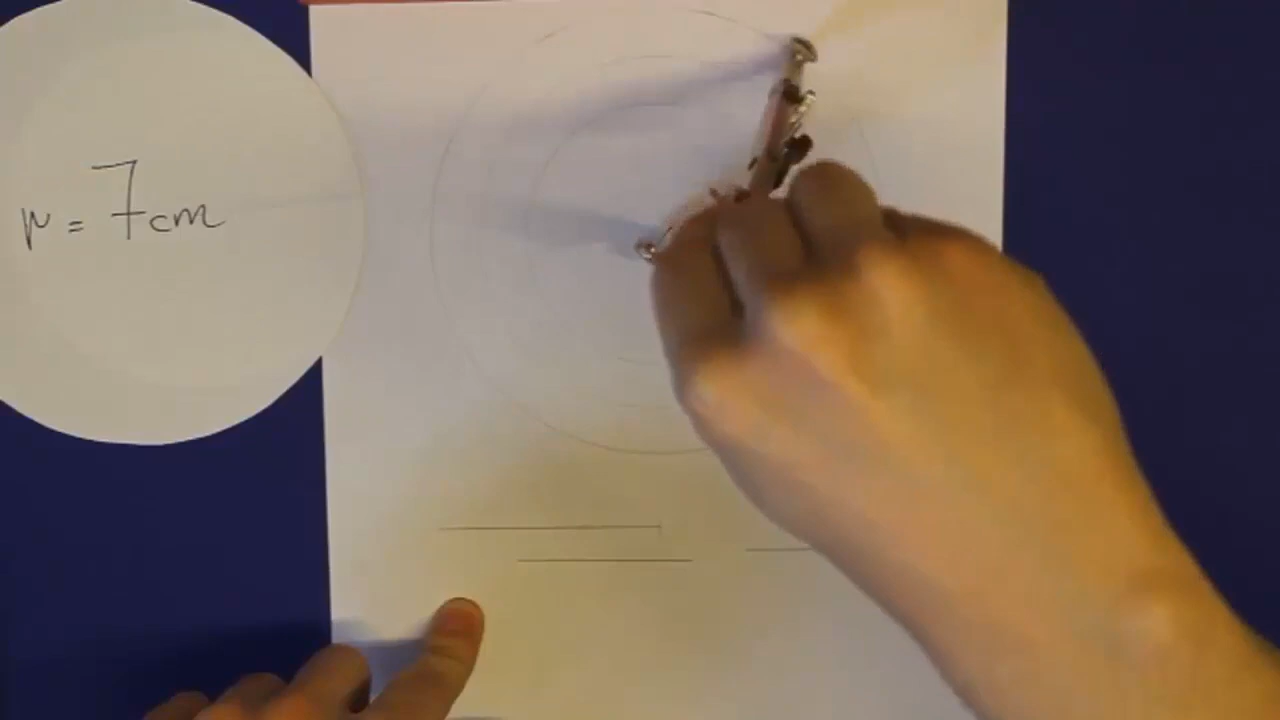 r = 7cm